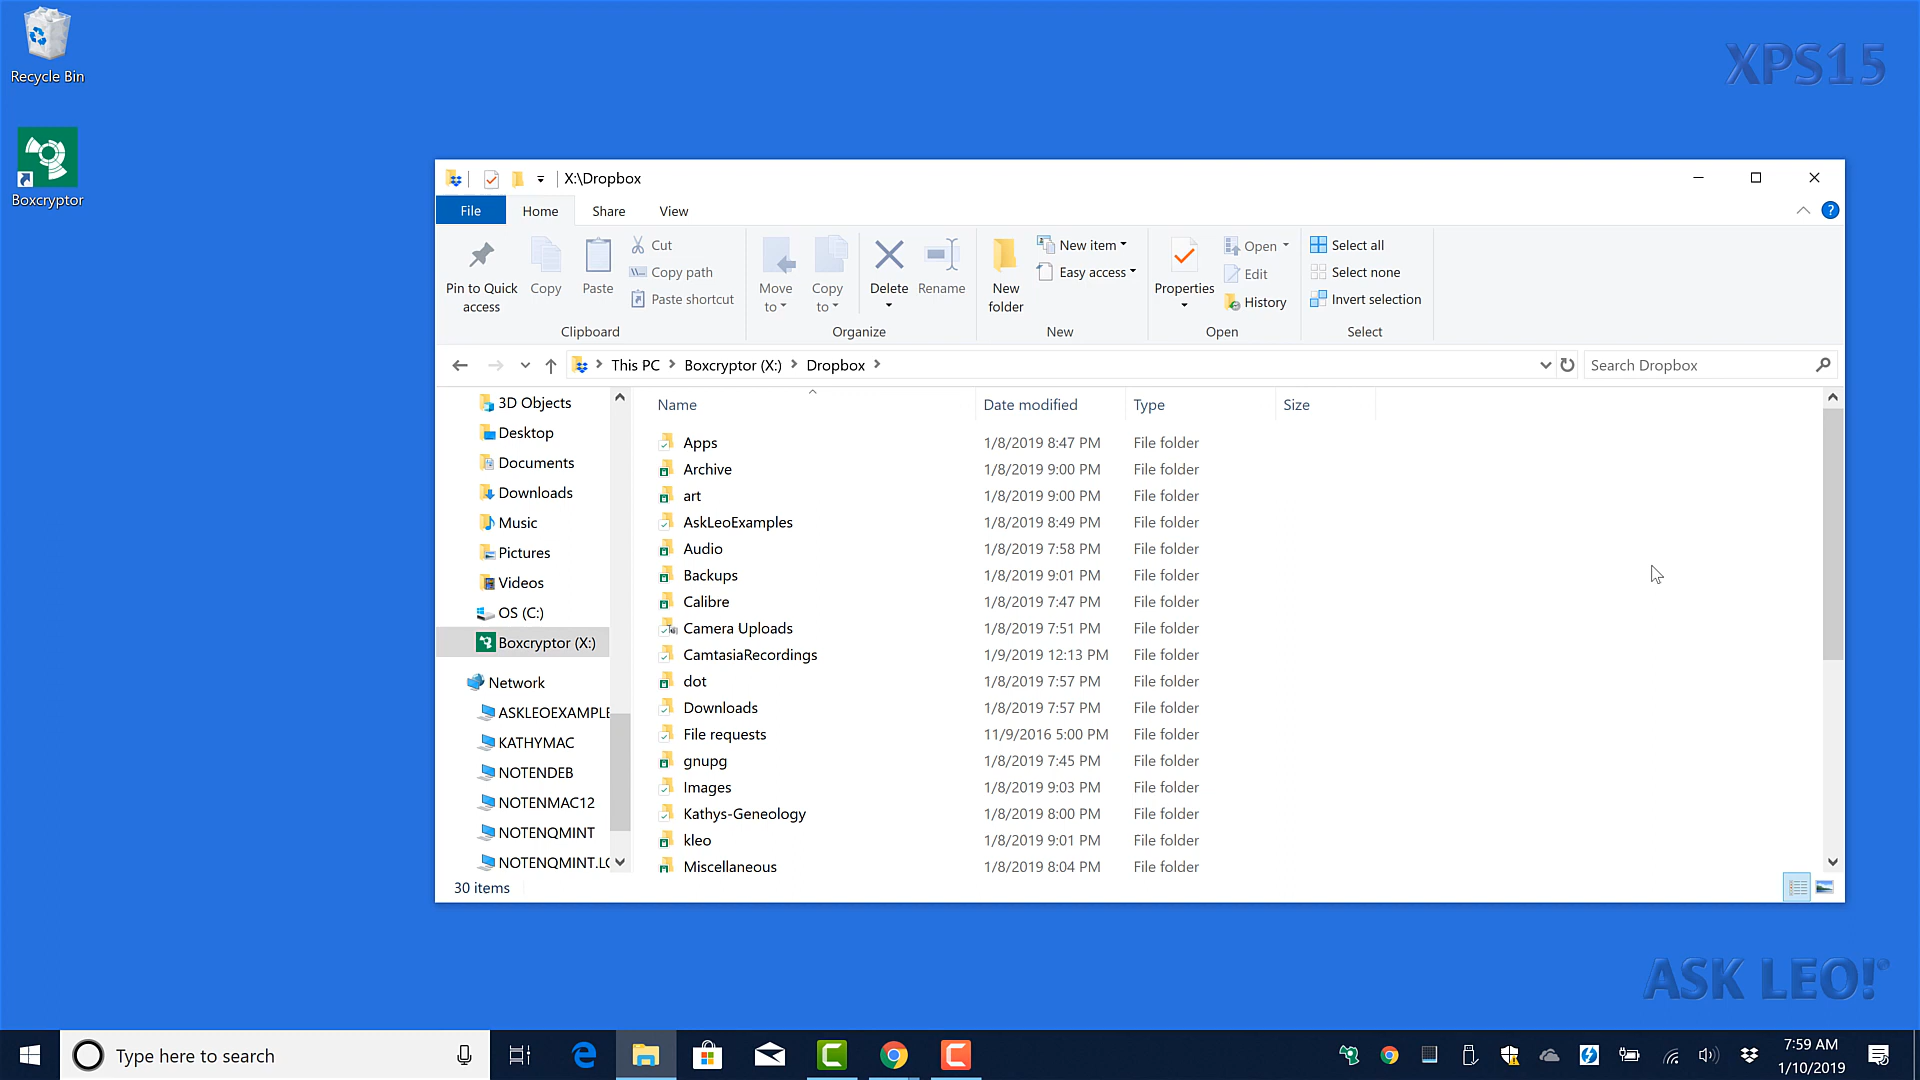 Recycle Bin
XPS15
Boxcryptor
X:\Dropbox
File Home Share View
Pin to Quick access
Copy
Paste
Cut
Copy path
Paste shortcut
Clipboard
Move to
Copy to
Delete
Rename
Organize
New folder
New item
Easy access
New
Properties
Open
Edit
History
Open
Select all
Select none
Invert selection
Select
This PC Boxcryptor (X:) Dropbox
Search Dropbox
3D Objects
Desktop
Documents
Downloads
Music
Pictures
Videos
OS (C:)
Boxcryptor (X:)
Network
ASKLEOEXAMPLE
KATHYMAC
NOTENDEB
NOTENMAC12
NOTENQMINT
NOTENQMINT.LC
Name Date modified Type Size
Apps 1/8/2019 8:47 PM File folder
Archive 1/8/2019 9:00 PM File folder
art 1/8/2019 9:00 PM File folder
AskLeoExamples 1/8/2019 8:49 PM File folder
Audio 1/8/2019 7:58 PM File folder
Backups 1/8/2019 9:01 PM File folder
Calibre 1/8/2019 7:47 PM File folder
Camera Uploads 1/8/2019 7:51 PM File folder
CamtasiaRecordings 1/9/2019 12:13 PM File folder
dot 1/8/2019 7:57 PM File folder
Downloads 1/8/2019 7:57 PM File folder
File requests 11/9/2016 5:00 PM File folder
gnupg 1/8/2019 7:45 PM File folder
Images 1/8/2019 9:03 PM File folder
Kathys-Geneology 1/8/2019 8:00 PM File folder
kleo 1/8/2019 9:01 PM File folder
Miscellaneous 1/8/2019 8:04 PM File folder
30 items
ASK LEO!®
Type here to search
7:59 AM
1/10/2019